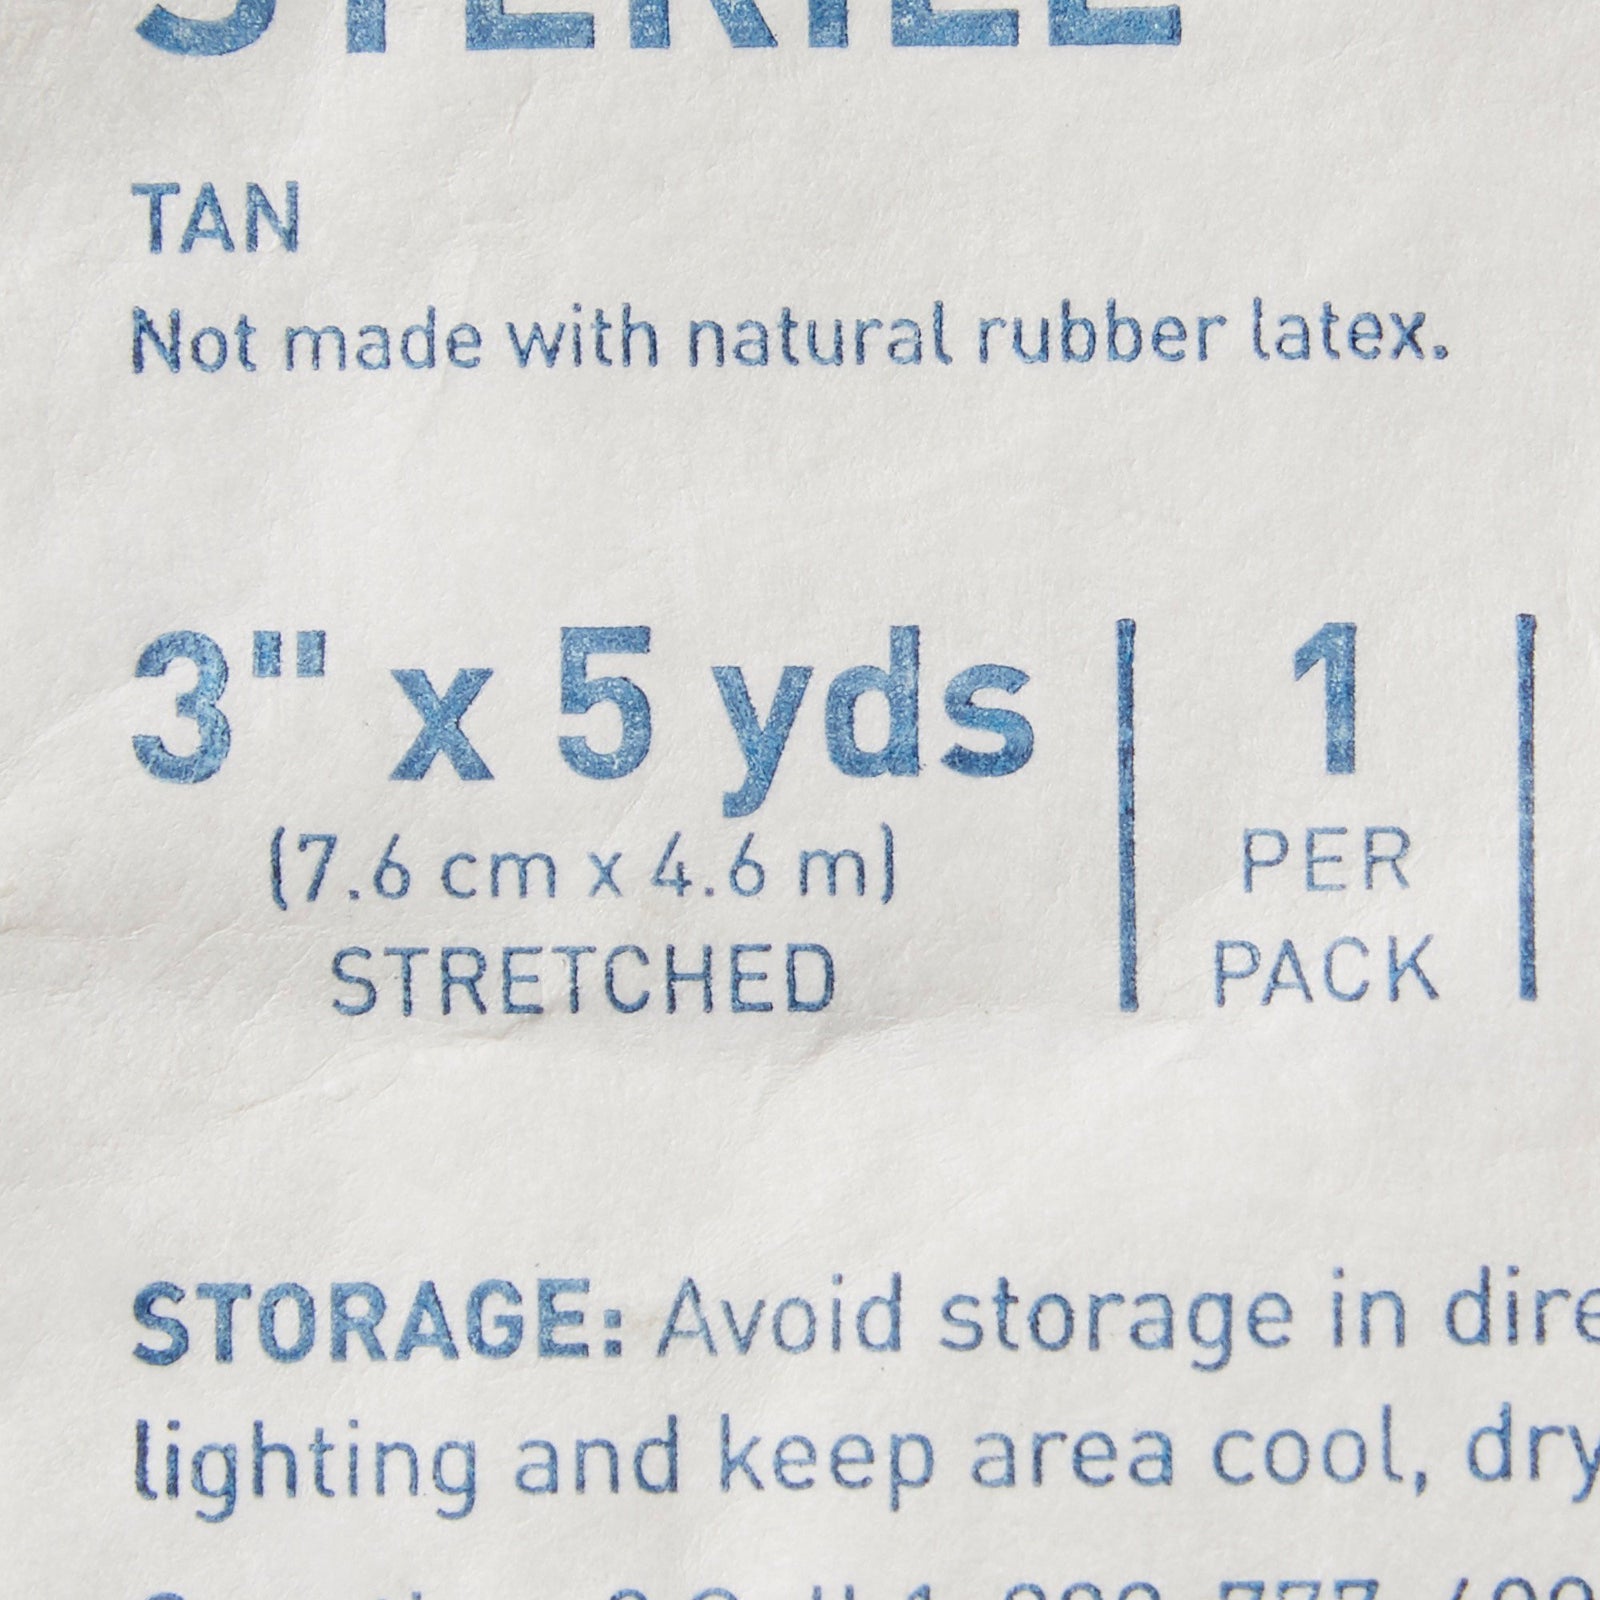 STERILE
TAN
Not made with natural rubber latex.
3" x 5 yds
(7.6 cm x 4.6 m)
STRETCHED
1
PER
PACK
STORAGE: Avoid storage in dire
lighting and keep area cool, dry